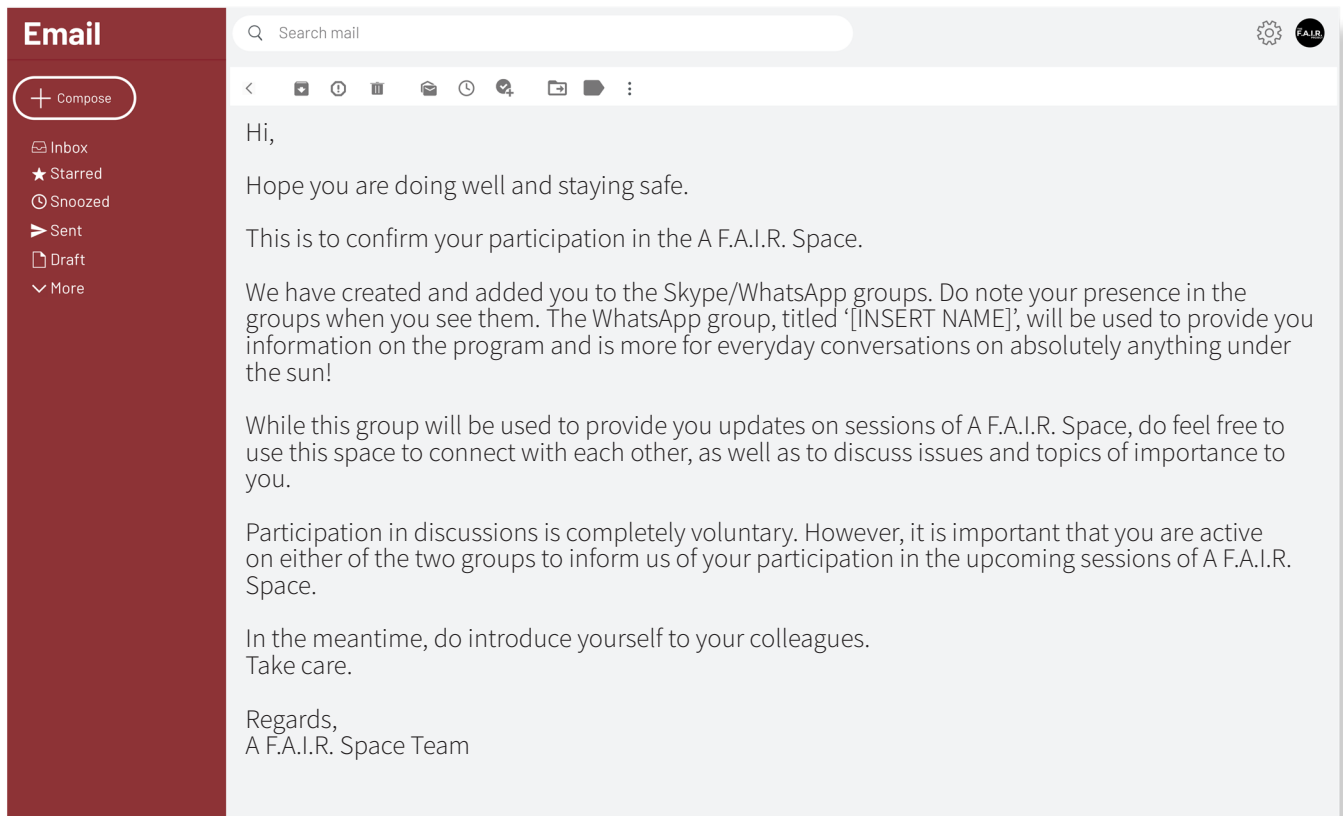 Email
Search mail
F.A.I.R.
Compose
Inbox
Starred
Snoozed
Sent
Draft
More
Hi,
Hope you are doing well and staying safe.
This is to confirm your participation in the A F.A.I.R. Space.
We have created and added you to the Skype/WhatsApp groups. Do note your presence in the
groups when you see them. The WhatsApp group, titled ‘[INSERT NAME]’, will be used to provide you
information on the program and is more for everyday conversations on absolutely anything under
the sun!
While this group will be used to provide you updates on sessions of A F.A.I.R. Space, do feel free to
use this space to connect with each other, as well as to discuss issues and topics of importance to
you.
Participation in discussions is completely voluntary. However, it is important that you are active
on either of the two groups to inform us of your participation in the upcoming sessions of A F.A.I.R.
Space.
In the meantime, do introduce yourself to your colleagues.
Take care.
Regards,
A F.A.I.R. Space Team